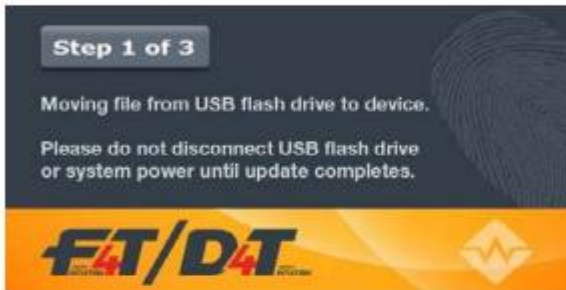 Step 1 of 3
Moving file from USB flash drive to device.
Please do not disconnect USB flash drive
or system power until update completes.
F4T/D4T